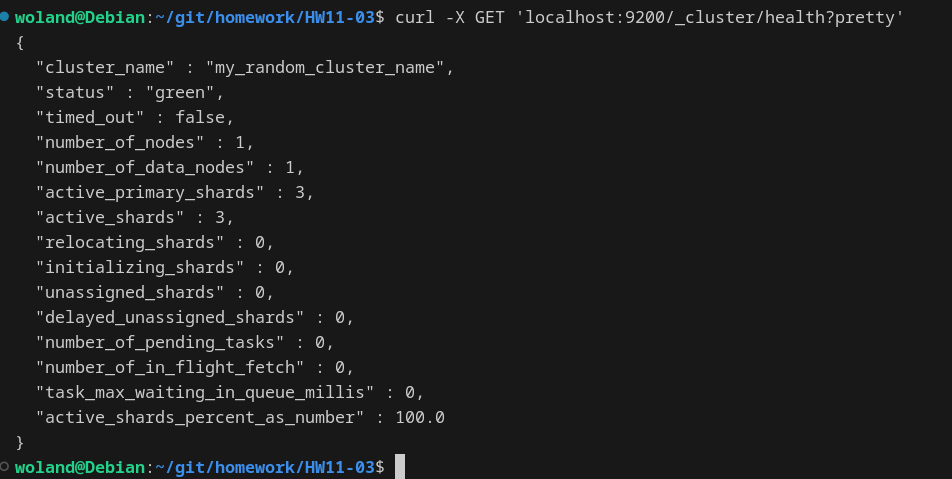 woland@Debian:~/git/homework/HW11-03$ curl -X GET 'localhost:9200/_cluster/health?pretty'
{
  "cluster_name" : "my_random_cluster_name",
  "status" : "green",
  "timed_out" : false,
  "number_of_nodes" : 1,
  "number_of_data_nodes" : 1,
  "active_primary_shards" : 3,
  "active_shards" : 3,
  "relocating_shards" : 0,
  "initializing_shards" : 0,
  "unassigned_shards" : 0,
  "delayed_unassigned_shards" : 0,
  "number_of_pending_tasks" : 0,
  "number_of_in_flight_fetch" : 0,
  "task_max_waiting_in_queue_millis" : 0,
  "active_shards_percent_as_number" : 100.0
}
woland@Debian:~/git/homework/HW11-03$